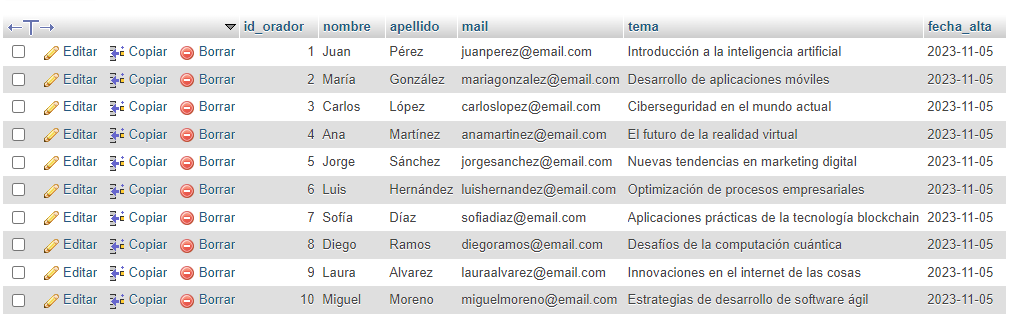 id_orador nombre apellido mail tema fecha_alta
Editar Copiar Borrar 1 Juan Pérez juanperez@email.com Introducción a la inteligencia artificial 2023-11-05
Editar Copiar Borrar 2 María González mariagonzalez@email.com Desarrollo de aplicaciones móviles 2023-11-05
Editar Copiar Borrar 3 Carlos López carloslopez@email.com Ciberseguridad en el mundo actual 2023-11-05
Editar Copiar Borrar 4 Ana Martínez anamartinez@email.com El futuro de la realidad virtual 2023-11-05
Editar Copiar Borrar 5 Jorge Sánchez jorgesanchez@email.com Nuevas tendencias en marketing digital 2023-11-05
Editar Copiar Borrar 6 Luis Hernández luishernandez@email.com Optimización de procesos empresariales 2023-11-05
Editar Copiar Borrar 7 Sofía Díaz sofiadiaz@email.com Aplicaciones prácticas de la tecnología blockchain 2023-11-05
Editar Copiar Borrar 8 Diego Ramos diegoramos@email.com Desafíos de la computación cuántica 2023-11-05
Editar Copiar Borrar 9 Laura Alvarez lauraalvarez@email.com Innovaciones en el internet de las cosas 2023-11-05
Editar Copiar Borrar 10 Miguel Moreno miguelmoreno@email.com Estrategias de desarrollo de software ágil 2023-11-05